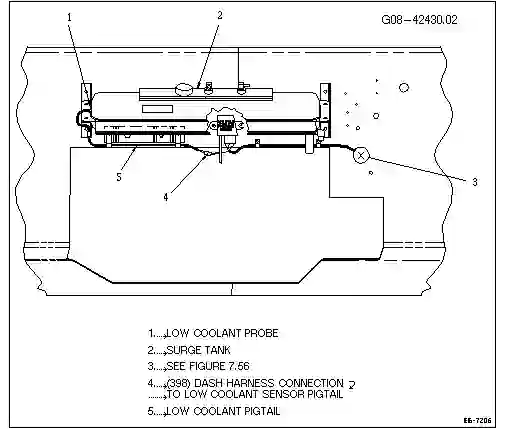 1
2
G08-42430.02
5
4
3
1....→LOW COOLANT PROBE
2....→SURGE TANK
3....→SEE FIGURE 7.56
4....→(398) DASH HARNESS CONNECTION
.......→TO LOW COOLANT SENSOR PIGTAIL
5....→LOW COOLANT PIGTAIL
E6-7206